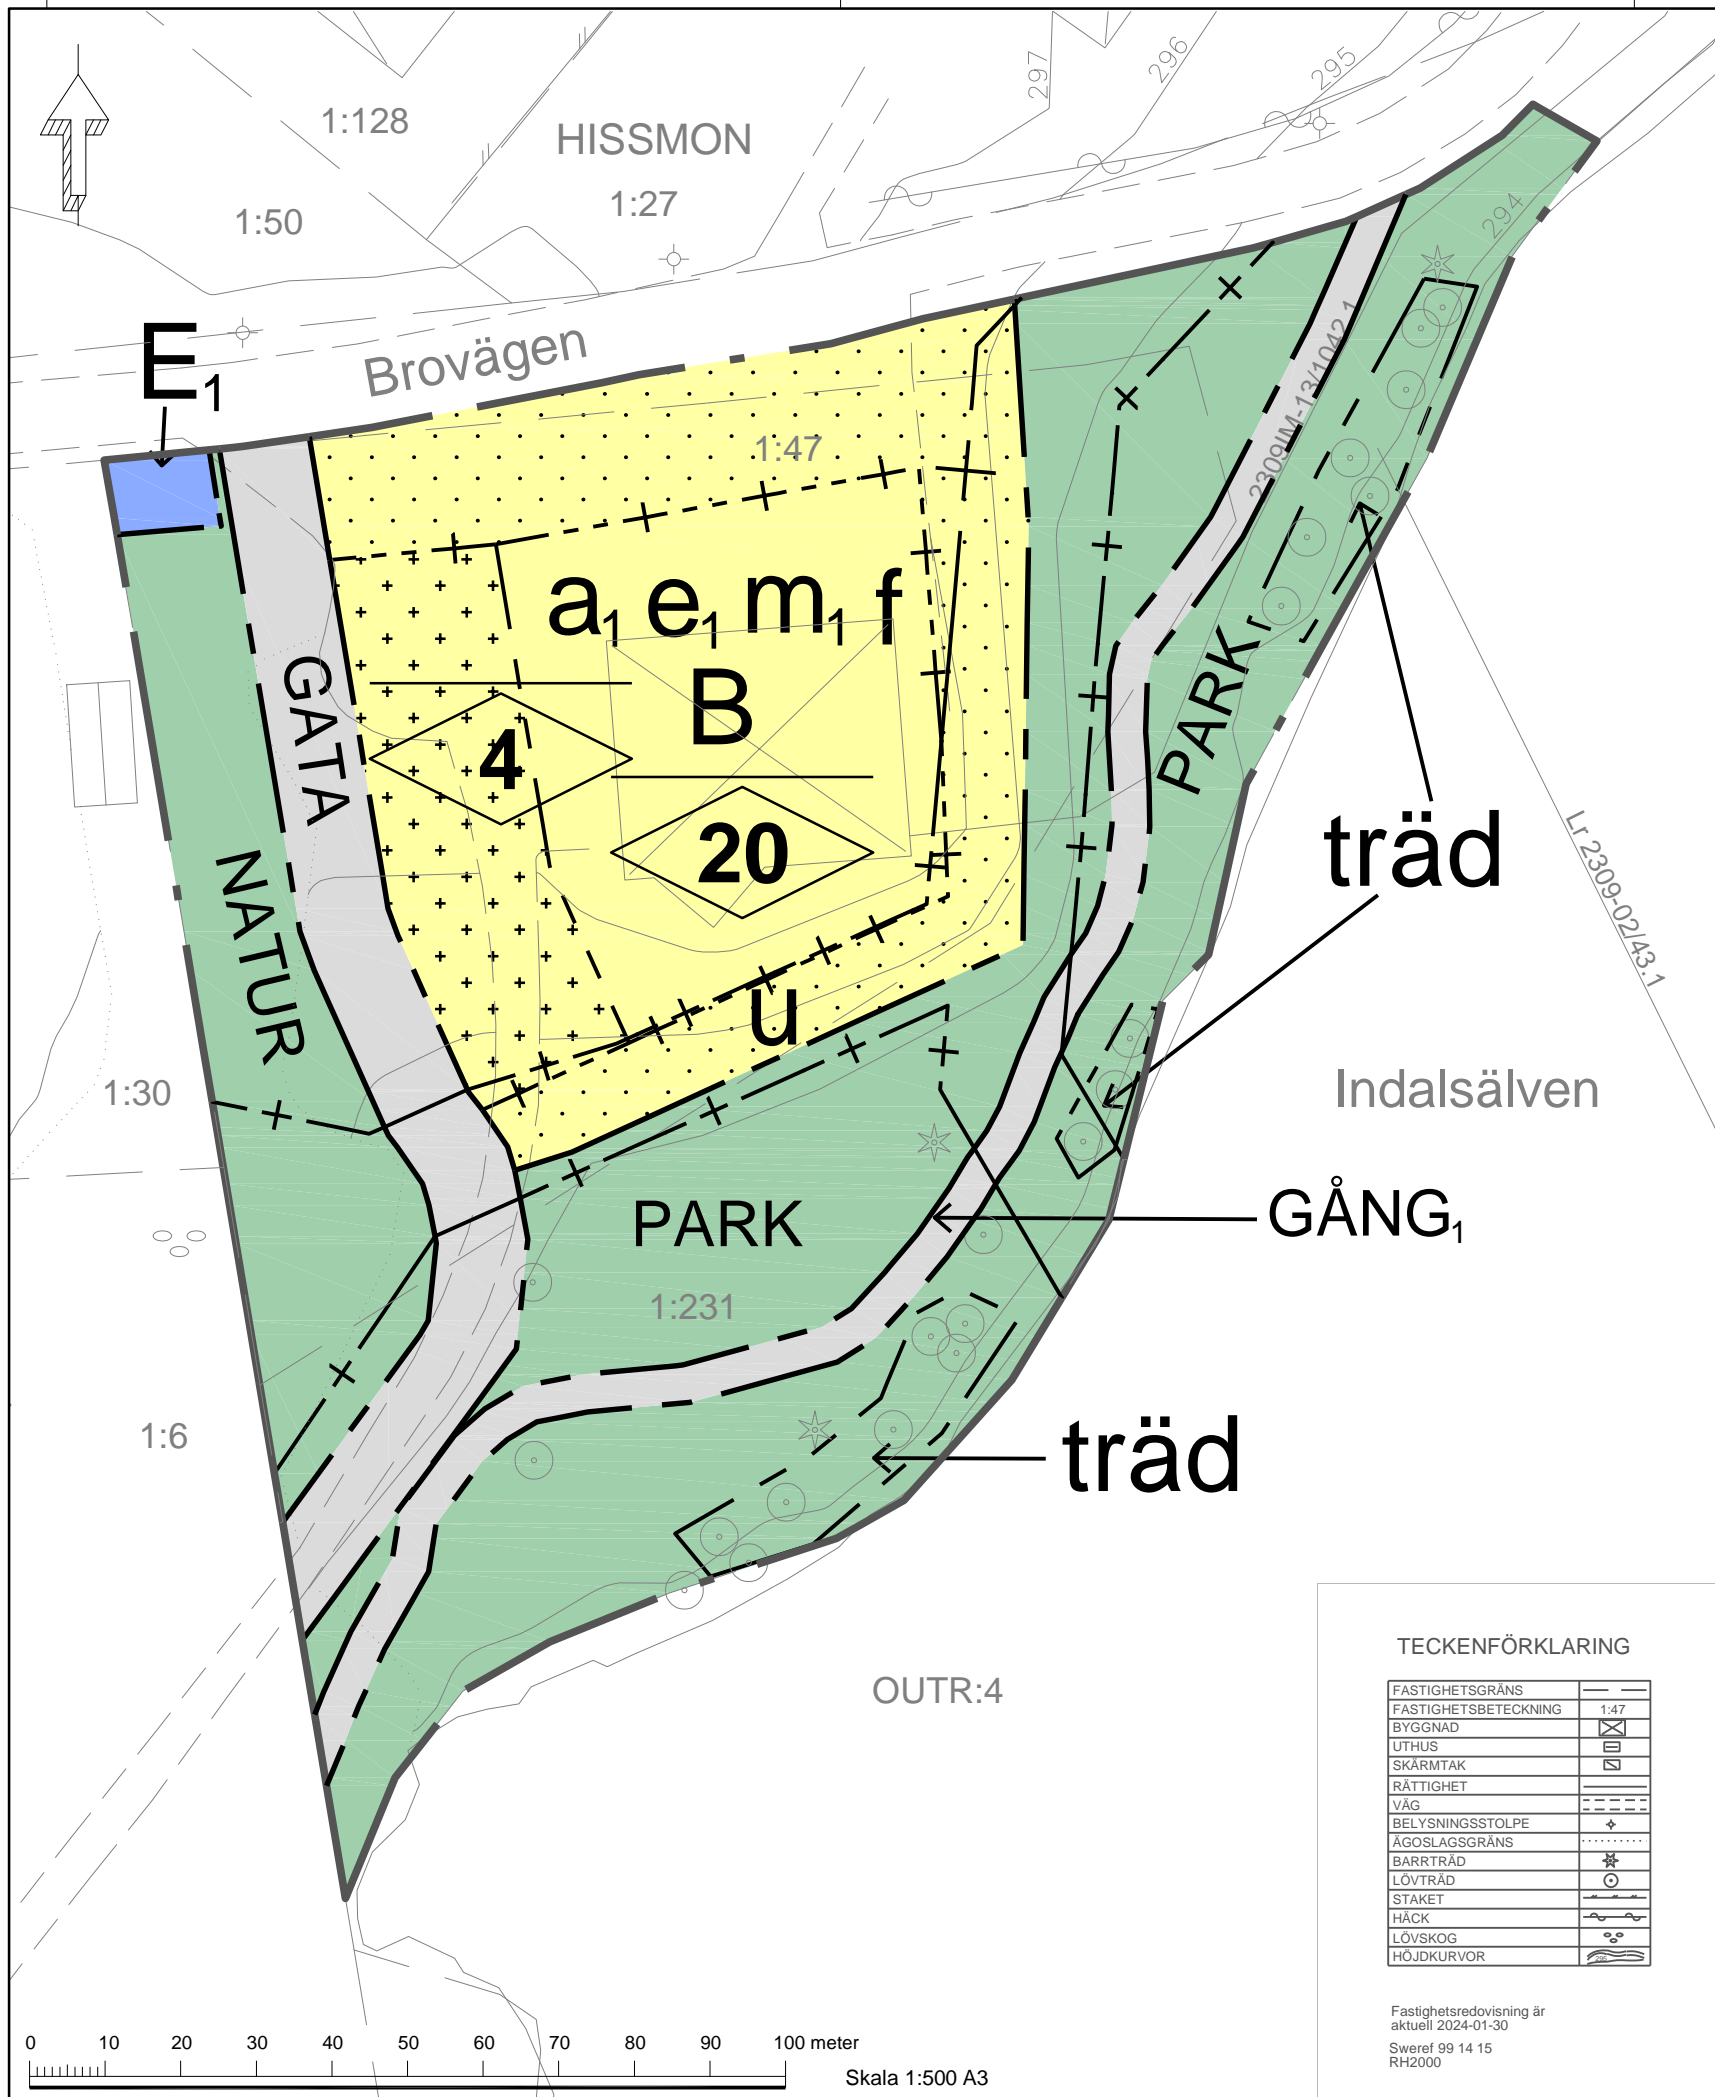 297
296
295
1:128
HISSMON
1:50
1:27
294
E1
Brovägen
2309IM-13/1042.1
1:47
a1 e1 m1 f
B
GATA
4
20
PARK
träd
NATUR
u
Lr 2309-02/43.1
1:30
Indalsälven
PARK
GÅNG1
1:231
1:6
träd
OUTR:4
TECKENFÖRKLARING
FASTIGHETSGRÄNS
FASTIGHETSBETECKNING 1:47
BYGGNAD
UTHUS
SKÄRMTAK
RÄTTIGHET
VÄG
BELYSNINGSSTOLPE
ÄGOSLAGSGRÄNS
BARRTRÄD
LÖVTRÄD
STAKET
HÄCK
LÖVSKOG
HÖJDKURVOR 295
Fastighetsredovisning är
aktuell 2024-01-30
Sweref 99 14 15
RH2000
0 10 20 30 40 50 60 70 80 90 100 meter
Skala 1:500 A3